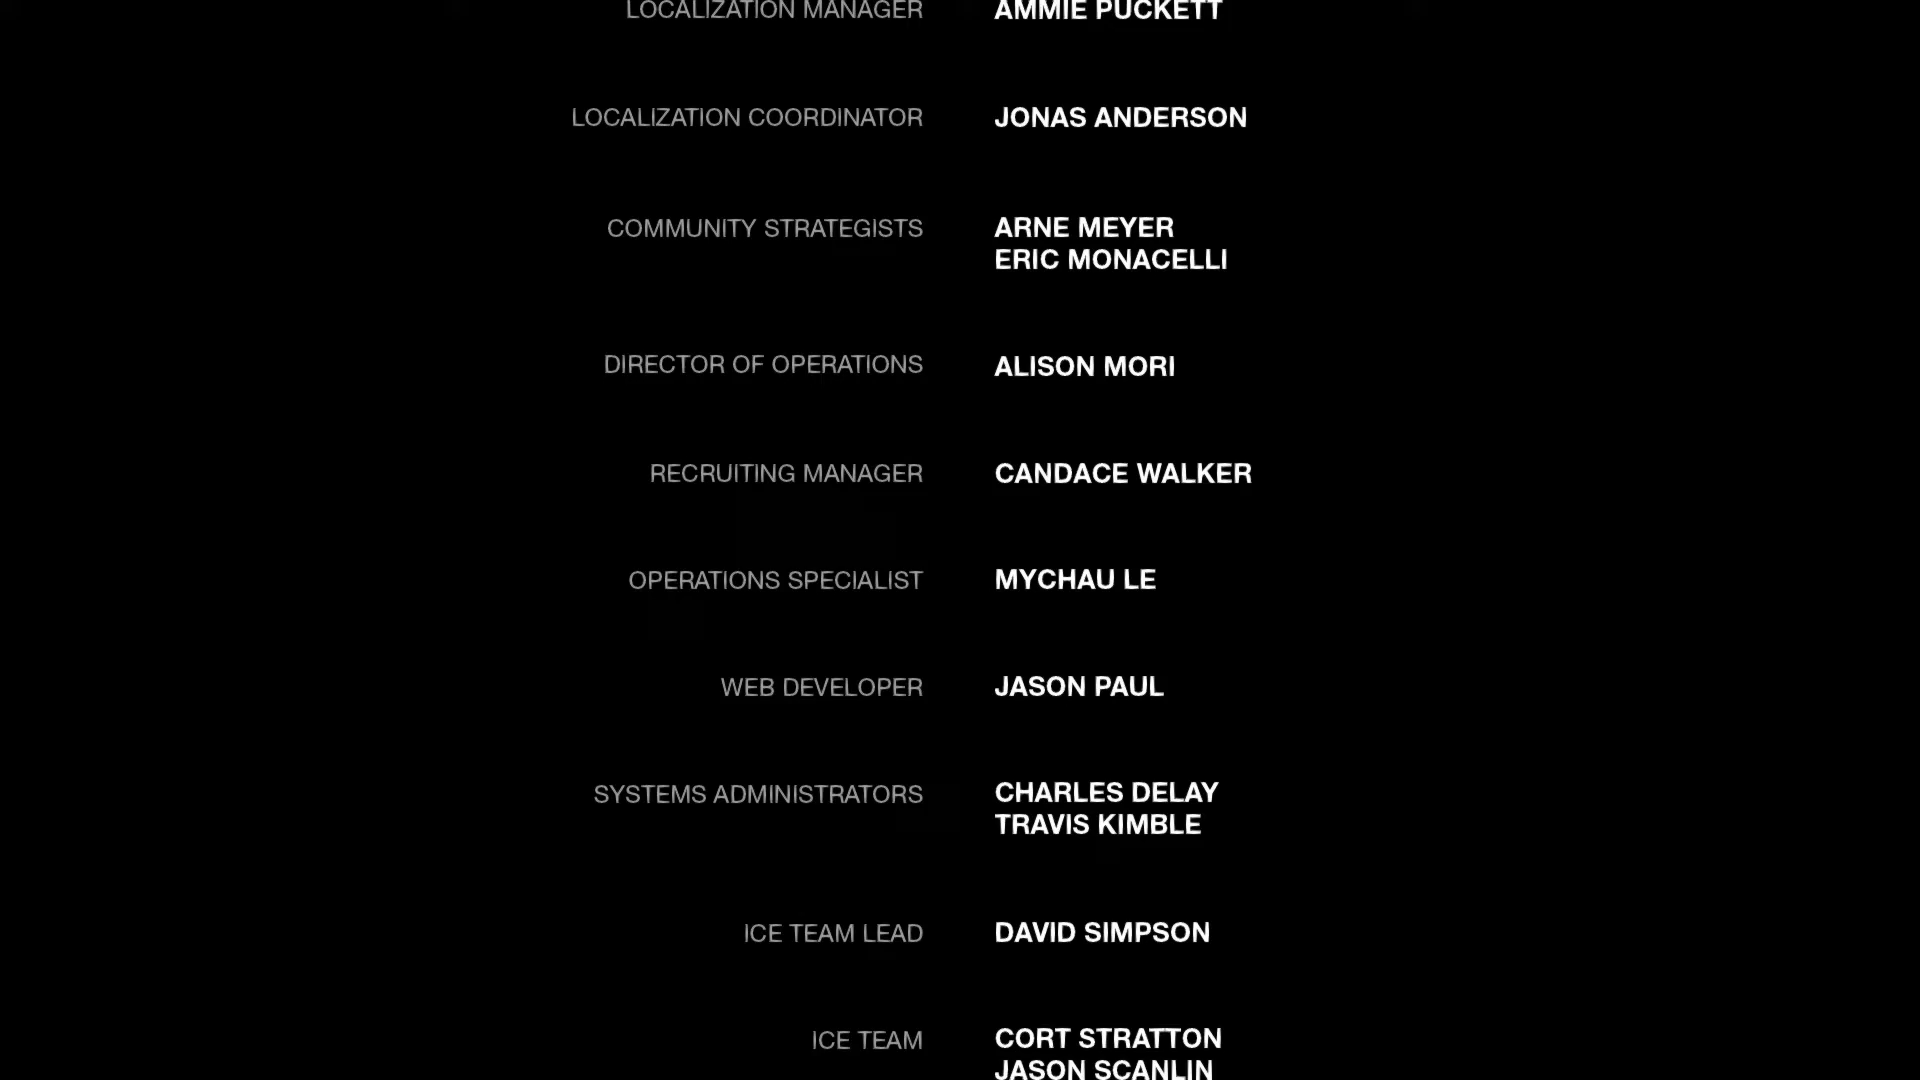 LOCALIZATION MANAGER AMMIE PUCKETT
LOCALIZATION COORDINATOR JONAS ANDERSON
COMMUNITY STRATEGISTS ARNE MEYER
ERIC MONACELLI
DIRECTOR OF OPERATIONS ALISON MORI
RECRUITING MANAGER CANDACE WALKER
OPERATIONS SPECIALIST MYCHAU LE
WEB DEVELOPER JASON PAUL
SYSTEMS ADMINISTRATORS CHARLES DELAY
TRAVIS KIMBLE
ICE TEAM LEAD DAVID SIMPSON
ICE TEAM CORT STRATTON
JASON SCANLIN